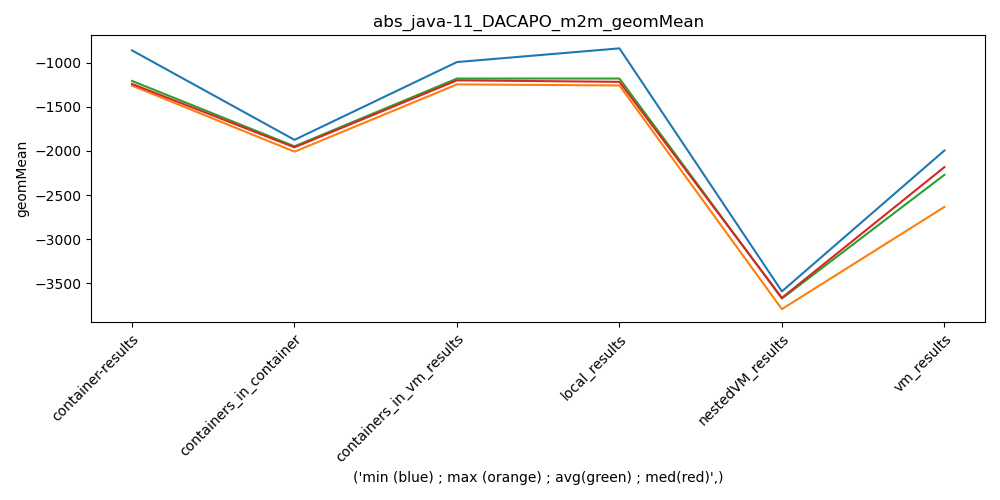 abs_java-11_DACAPO_m2m_geomMean
geomMean
−1000
−1500
−2000
−2500
−3000
−3500
container-results
containers_in_container
containers_in_vm_results
local_results
nestedVM_results
vm_results
('min (blue) ; max (orange) ; avg(green) ; med(red)',)